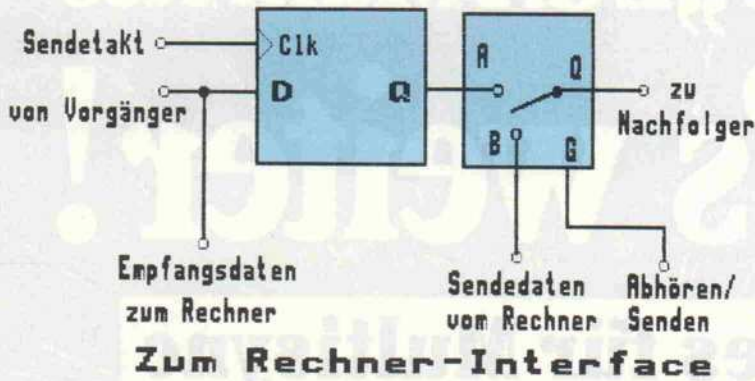 Sendetakt
Clk
von Vorgänger
D
Q
A
Q
B
G
zu
Nachfolger
Empfangsdaten
zum Rechner
Sendedaten
vom Rechner
Abhören/
Senden
Zum Rechner-Interface